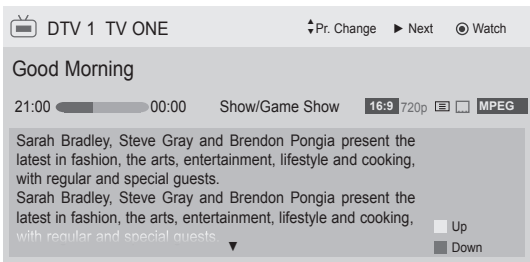 DTV 1 TV ONE
Pr. Change Next Watch
Good Morning
21:00 00:00 Show/Game Show 16:9 720p MPEG
Sarah Bradley, Steve Gray and Brendon Pongia present the
latest in fashion, the arts, entertainment, lifestyle and cooking,
with regular and special guests.
Sarah Bradley, Steve Gray and Brendon Pongia present the
latest in fashion, the arts, entertainment, lifestyle and cooking,
with regular and special guests.
Up
Down